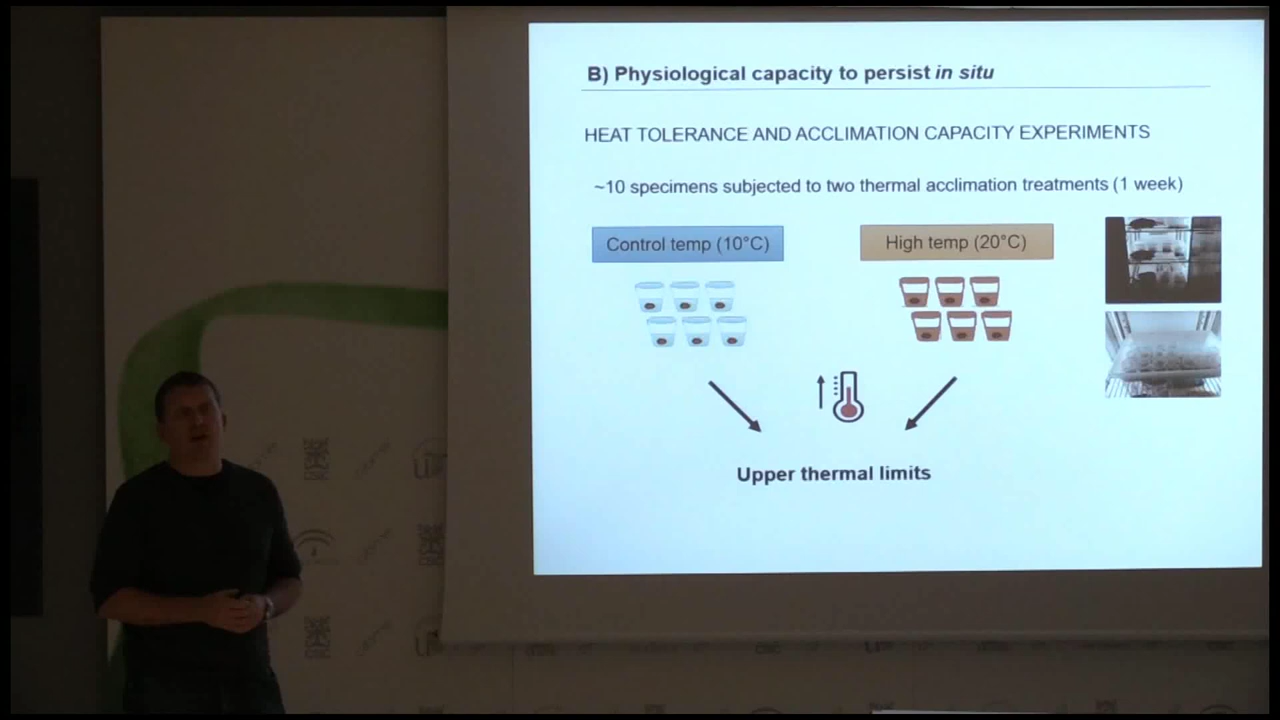 B) Physiological capacity to persist in situ
HEAT TOLERANCE AND ACCLIMATION CAPACITY EXPERIMENTS
~10 specimens subjected to two thermal acclimation treatments (1 week)
Control temp (10°C)
High temp (20°C)
Upper thermal limits